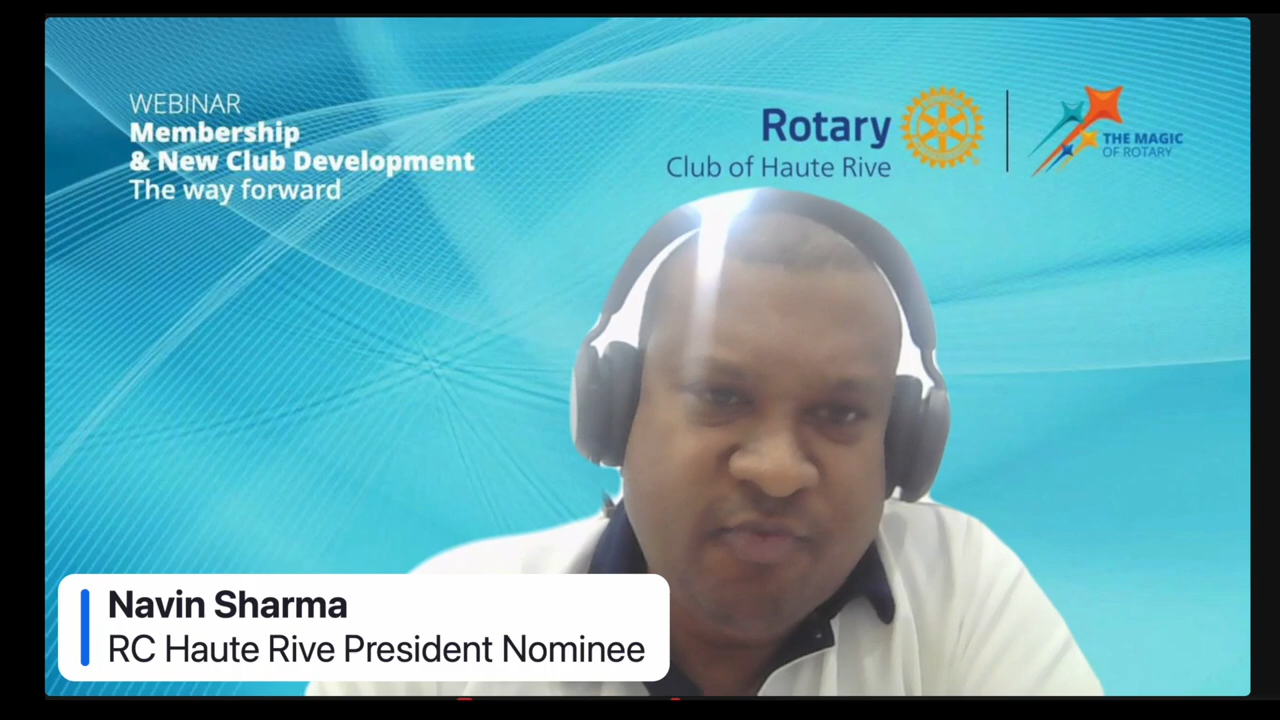 WEBINAR
Membership
& New Club Development
The way forward
Rotary
Club of Haute Rive
THE MAGIC
OF ROTARY
Navin Sharma
RC Haute Rive President Nominee